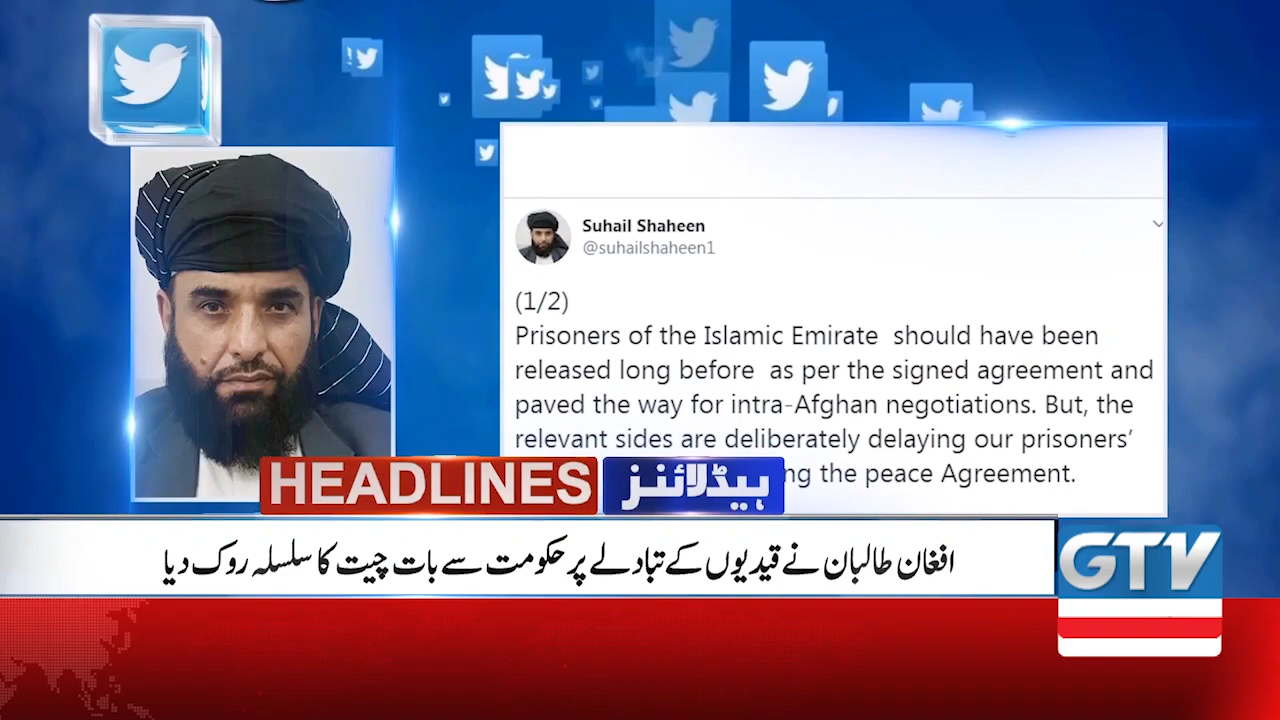 Suhail Shaheen
@suhailshaheen1
(1/2)
Prisoners of the Islamic Emirate should have been
released long before as per the signed agreement and
paved the way for intra-Afghan negotiations. But, the
relevant sides are deliberately delaying our prisoners’
the peace Agreement.
HEADLINES ہیڈلائنز
افغان طالبان نے قیدیوں کے تبادلے پر حکومت سے بات چیت کا سلسلہ روک دیا
GTV